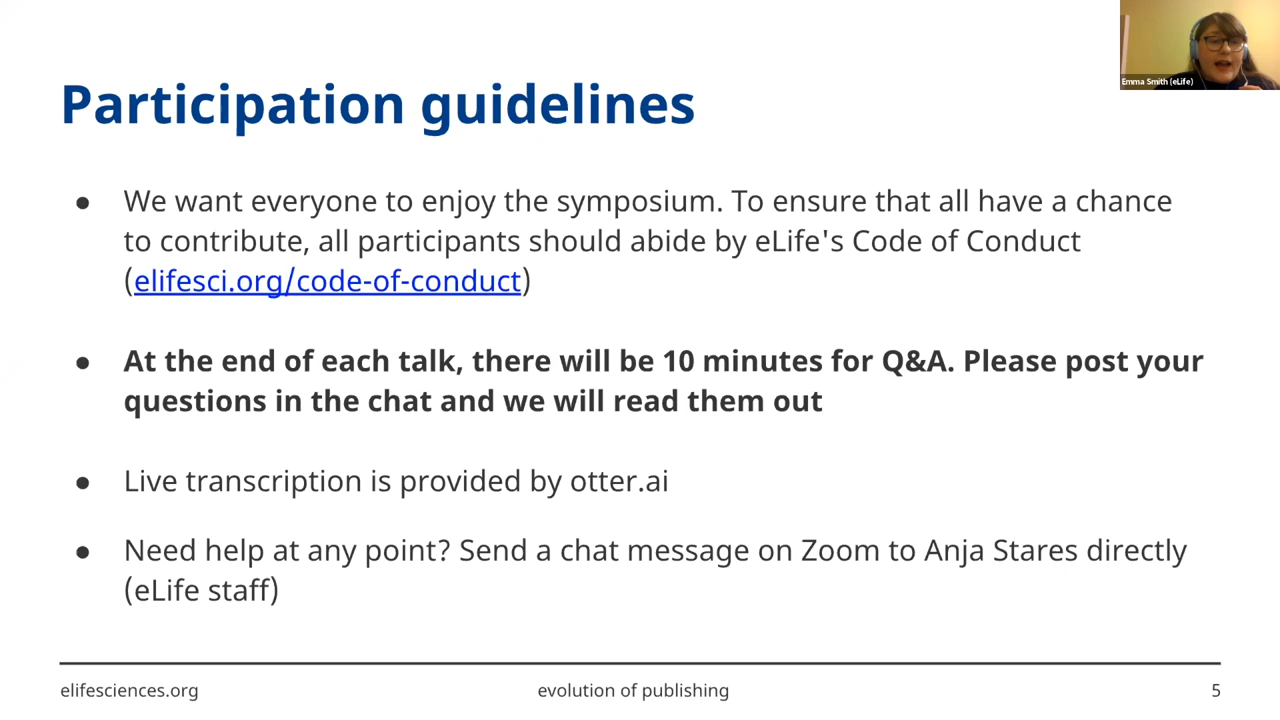 Emma Smith (eLife)
Participation guidelines
● We want everyone to enjoy the symposium. To ensure that all have a chance
to contribute, all participants should abide by eLife's Code of Conduct
(elifesci.org/code-of-conduct)
● At the end of each talk, there will be 10 minutes for Q&A. Please post your
questions in the chat and we will read them out
● Live transcription is provided by otter.ai
● Need help at any point? Send a chat message on Zoom to Anja Stares directly
(eLife staff)
elifesciences.org evolution of publishing 5